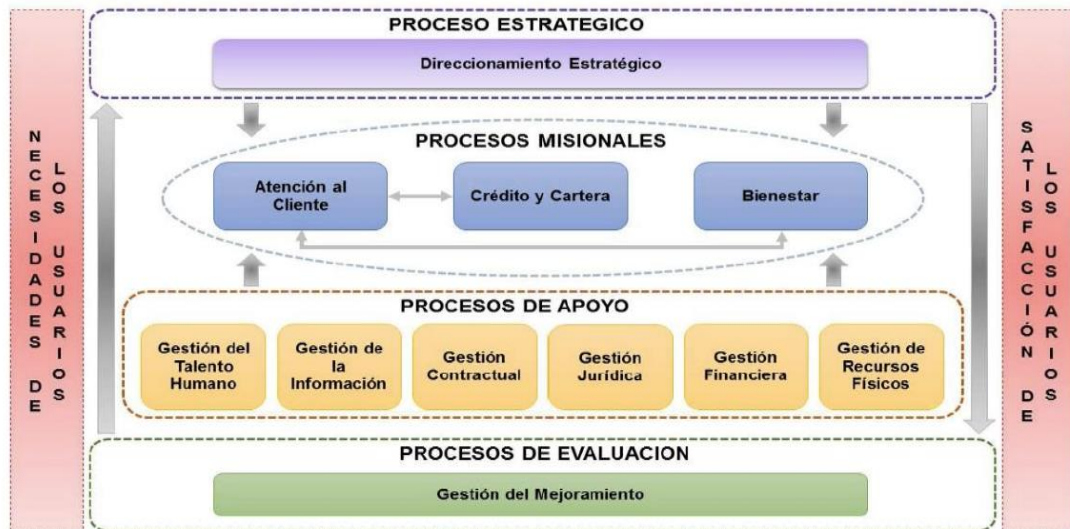 PROCESO ESTRATEGICO
Direccionamiento Estratégico
NECESIDADES DE
LOS USUARIOS
PROCESOS MISIONALES
Atención al
Cliente
Crédito y Cartera
Bienestar
PROCESOS DE APOYO
Gestión del
Talento
Humano
Gestión de
la
Información
Gestión
Contractual
Gestión
Jurídica
Gestión
Financiera
Gestión de
Recursos
Físicos
PROCESOS DE EVALUACION
Gestión del Mejoramiento
SATISFACCIÓN DE
LOS USUARIOS